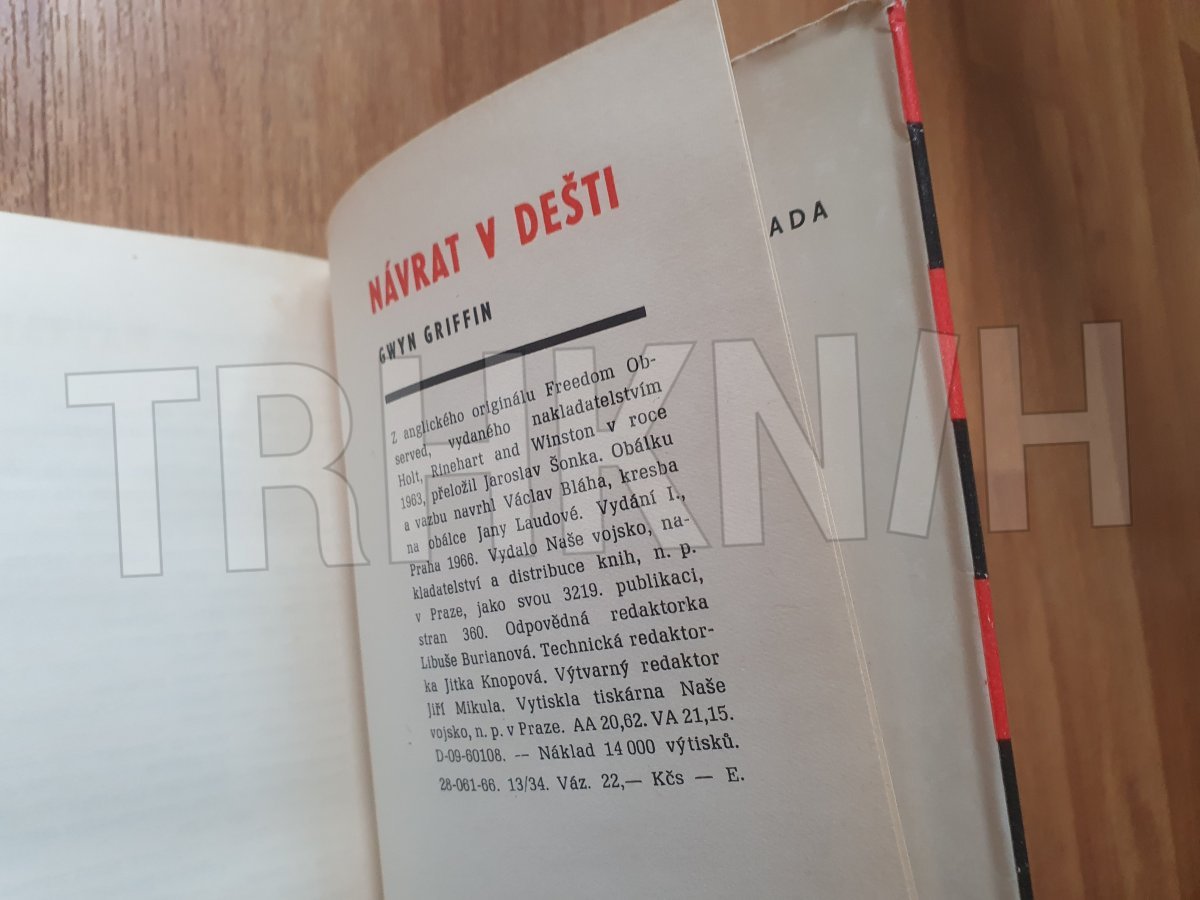 NÁVRAT V DEŠTI
GWYN GRIFFIN
Z anglického originálu Freedom Ob-
served, vydaného nakladatelstvím
Holt, Rinehart and Winston v roce
1963, přeložil Jaroslav Šonka. Obálku
a vazbu navrhl Václav Bláha, kresba
na obálce Jany Laudové. Vydání I.,
Praha 1966. Vydalo Naše vojsko, na-
kladatelství a distribuce knih, n. p.
v Praze, jako svou 3219. publikaci,
stran 360. Odpovědná redaktorka
Libuše Burianová. Technická redaktor-
ka Jitka Knopová. Výtvarný redaktor
Jiří Mikula. Vytiskla tiskárna Naše
vojsko, n. p. v Praze. AA 20,62. VA 21,15.
D-09-60108. — Náklad 14 000 výtisků.
28-061-66. 13/34. Váz. 22,— Kčs — E.
ADA
TRHKNIH